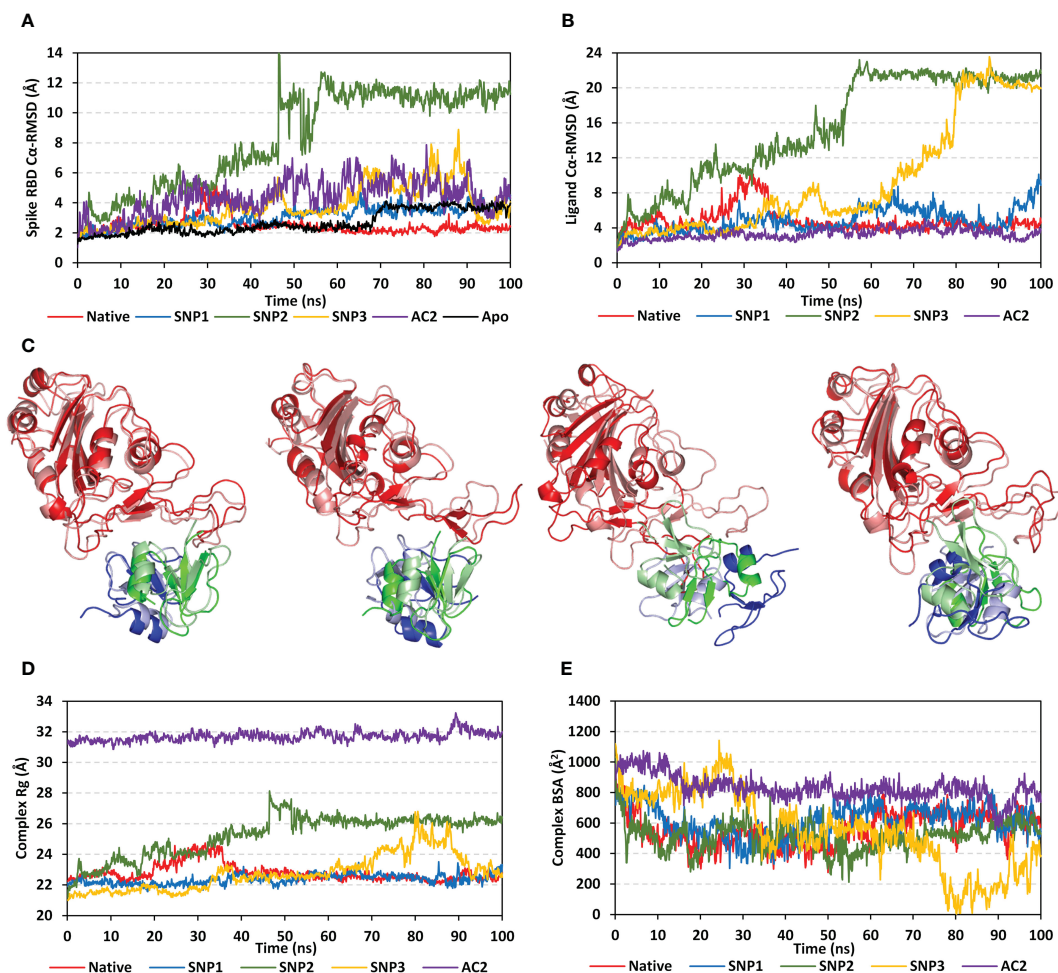 A
Spike RBD Cα-RMSD (Å)
14
12
10
8
6
4
2
0
0 10 20 30 40 50 60 70 80 90 100
Time (ns)
Native SNP1 SNP2 SNP3 AC2 Apo
B
Ligand Cα-RMSD (Å)
24
20
16
12
8
4
0
0 10 20 30 40 50 60 70 80 90 100
Time (ns)
Native SNP1 SNP2 SNP3 AC2
C
D
Complex Rg (Å)
34
32
30
28
26
24
22
20
0 10 20 30 40 50 60 70 80 90 100
Time (ns)
Native SNP1 SNP2 SNP3 AC2
E
Complex BSA (Å²)
1400
1200
1000
800
600
400
200
0
0 10 20 30 40 50 60 70 80 90 100
Time (ns)
Native SNP1 SNP2 SNP3 AC2